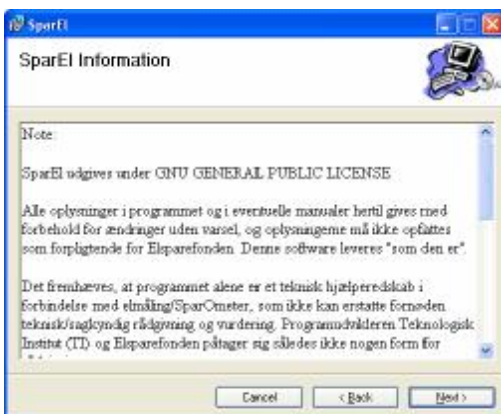 SparEl
SparEl Information
Note:
SparEl udgives under GNU GENERAL PUBLIC LICENSE
Alle oplysninger i programmet og i eventuelle manualer hertil gives med
forbehold for ændringer uden varsel, og oplysningerne må ikke opfattes
som forpligtende for Elsparefonden. Denne software leveres "som den er".
Det fremhæves, at programmet alene er et teknisk hjælperedskab i
forbindelse med elmåling/SparOmeter, som ikke kan erstatte fornøden
teknisk/sagkyndig rådgivning og vurdering. Programudvikleren Teknologisk
Institut (TI) og Elsparefonden påtager sig således ikke nogen form for
Cancel
< Back
Next >